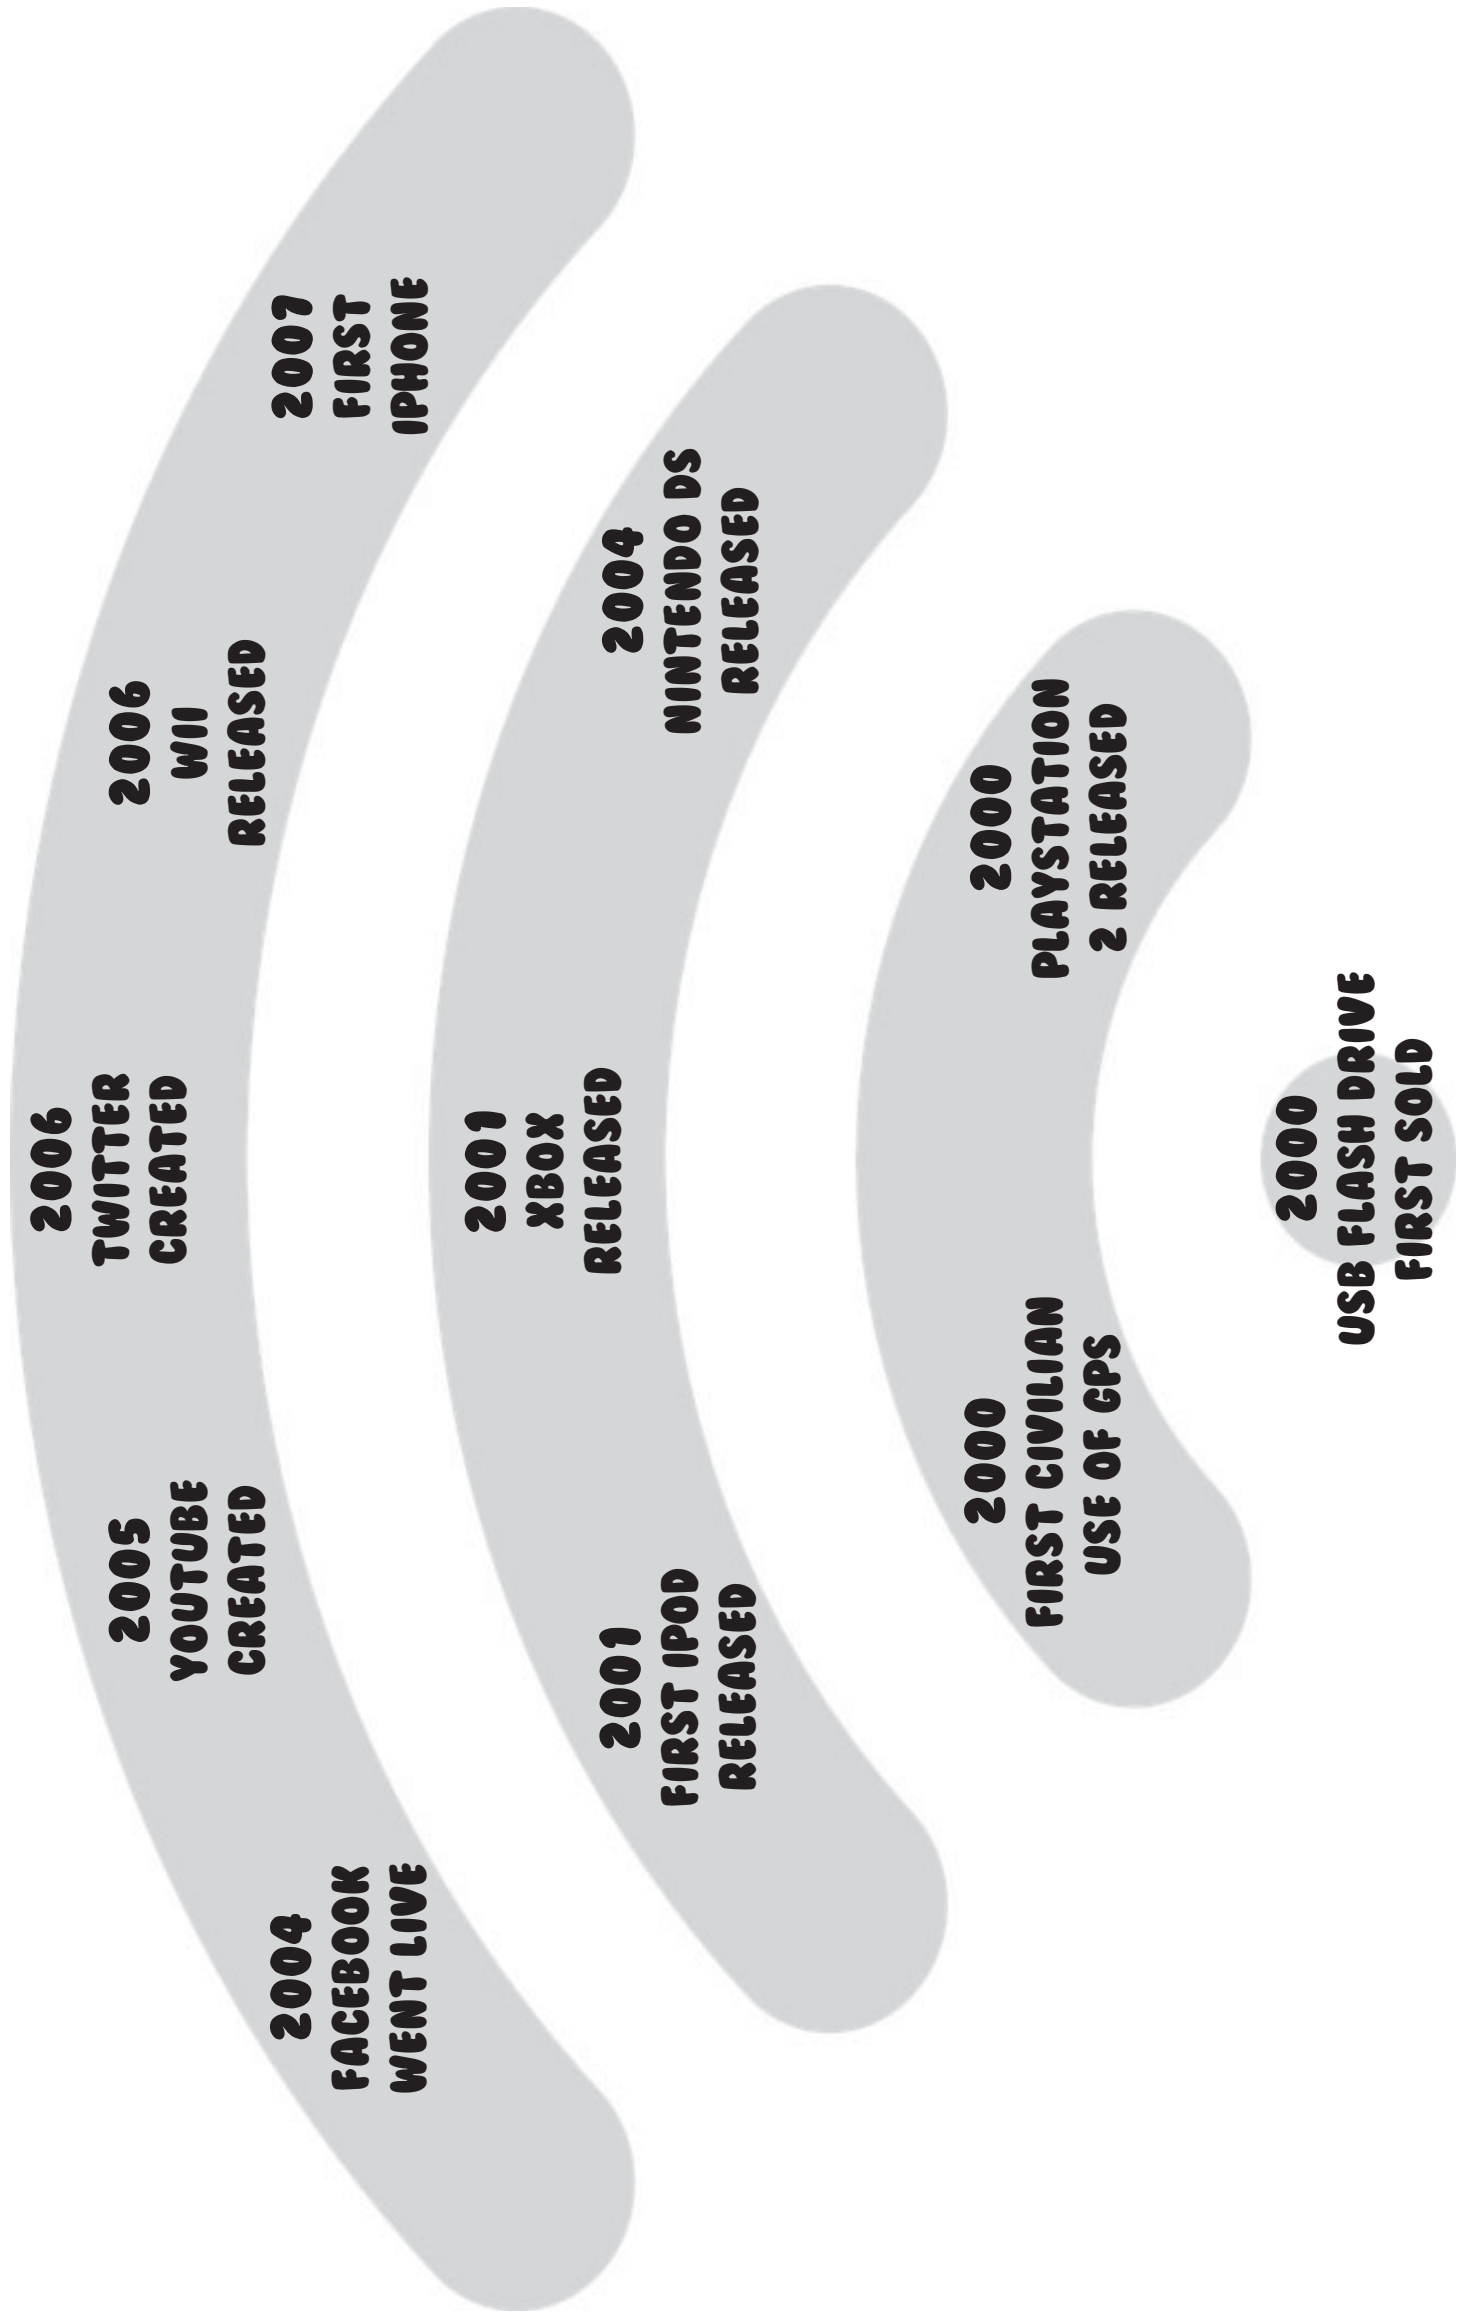 2004
FACEBOOK
WENT LIVE
2005
YOUTUBE
CREATED
2006
TWITTER
CREATED
2006
WII
RELEASED
2007
FIRST
IPHONE
2001
FIRST IPOD
RELEASED
2001
XBOX
RELEASED
2004
NINTENDO DS
RELEASED
2000
FIRST CIVILIAN
USE OF GPS
2000
PLAYSTATION
2 RELEASED
2000
USB FLASH DRIVE
FIRST SOLD